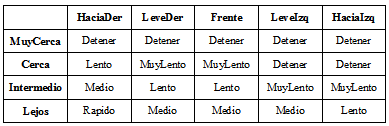 HaciaDer LeveDer Frente LeveIzq HaciaIzq
MuyCerca Detener Detener Detener Detener Detener
Cerca Lento MuyLento MuyLento Detener Detener
Intermedio Medio Lento Lento MuyLento MuyLento
Lejos Rapido Medio Medio Medio Lento